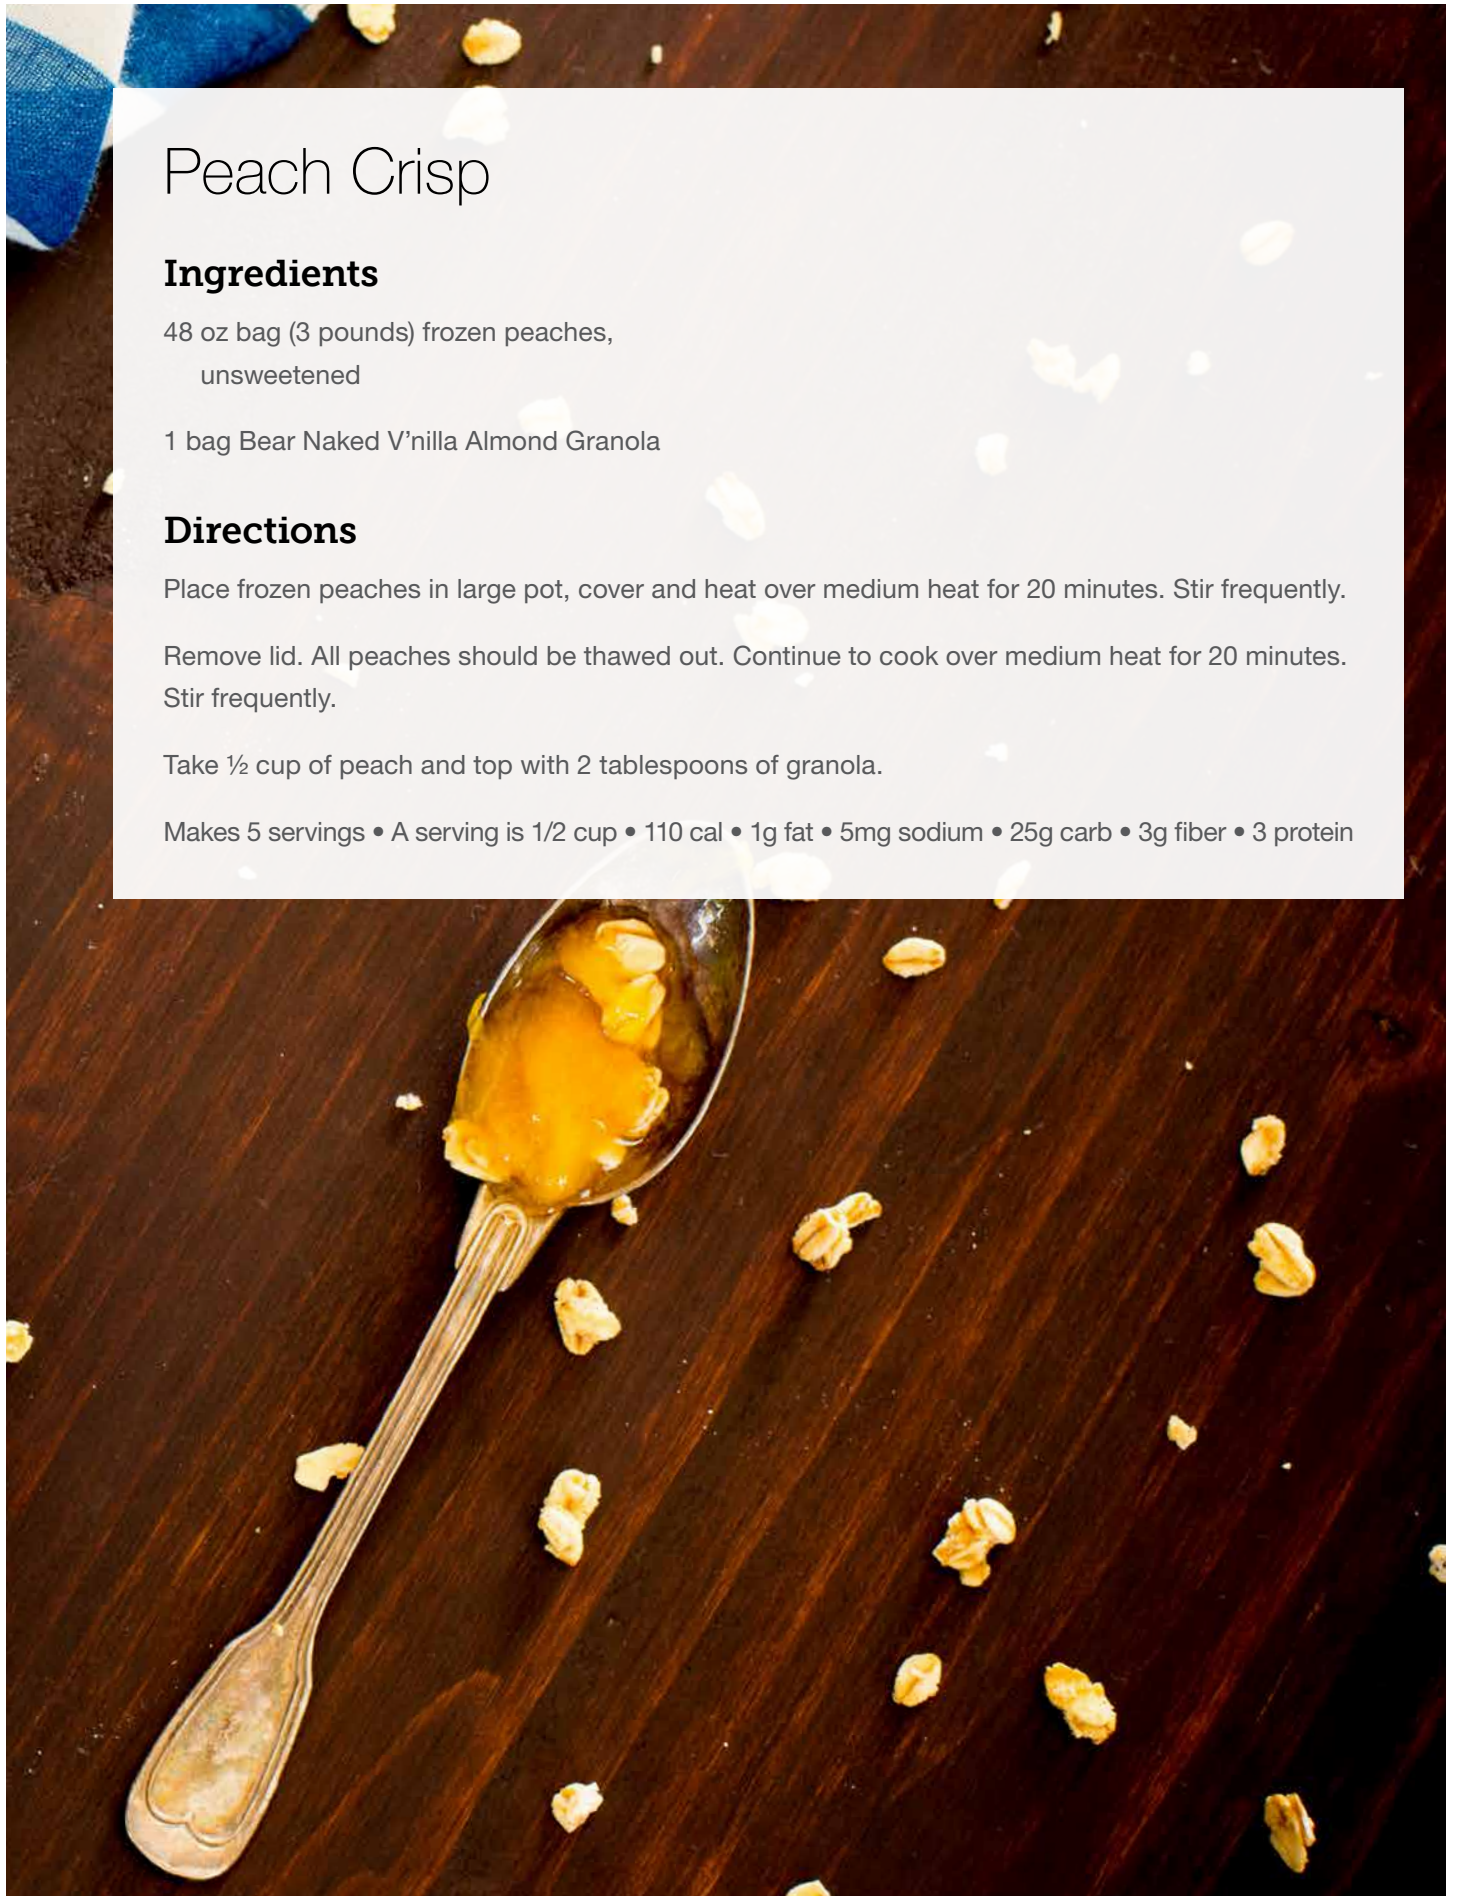 Peach Crisp
Ingredients
48 oz bag (3 pounds) frozen peaches,
unsweetened
1 bag Bear Naked V’nilla Almond Granola
Directions
Place frozen peaches in large pot, cover and heat over medium heat for 20 minutes. Stir frequently.
Remove lid. All peaches should be thawed out. Continue to cook over medium heat for 20 minutes.
Stir frequently.
Take ½ cup of peach and top with 2 tablespoons of granola.
Makes 5 servings • A serving is 1/2 cup • 110 cal • 1g fat • 5mg sodium • 25g carb • 3g fiber • 3 protein